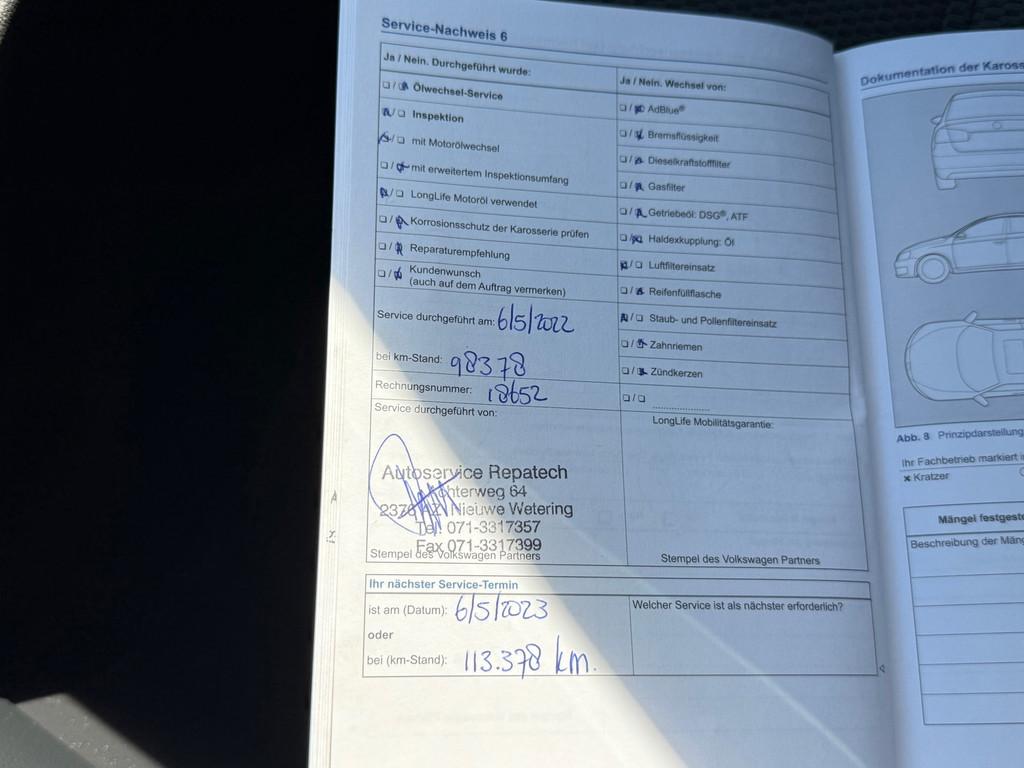 Service-Nachweis 6
Ja / Nein. Durchgeführt wurde:
Ölwechsel-Service
Inspektion
mit Motorölwechsel
mit erweitertem Inspektionsumfang
LongLife Motoröl verwendet
Korrosionsschutz der Karosserie prüfen
Reparaturempfehlung
Kundenwunsch
(auch auf dem Auftrag vermerken)
Service durchgeführt am: 6/5/2022
bei km-Stand: 98378
Rechnungsnummer: 18652
Service durchgeführt von:
Autoservice Repatech
chterweg 64
Nieuwe Wetering
Tel. 071-3317357
Fax 071-3317399
Stempel des Volkswagen Partners
Ja / Nein. Wechsel von:
AdBlue®
Bremsflüssigkeit
Dieselkraftstofffilter
Gasfilter
Getriebeöl: DSG®, ATF
Haldexkupplung: Öl
Luftfiltereinsatz
Reifenfüllflasche
Staub- und Pollenfiltereinsatz
Zahnriemen
Zündkerzen
LongLife Mobilitätsgarantie:
Stempel des Volkswagen Partners
Ihr nächster Service-Termin
ist am (Datum): 6/5/2023
oder
bei (km-Stand): 113.378 km.
Welcher Service ist als nächster erforderlich?
Dokumentation der Kaross
Abb. 8 Prinzipdarstellung
Ihr Fachbetrieb markiert
x Kratzer
Mängel festgest
Beschreibung der Mäng